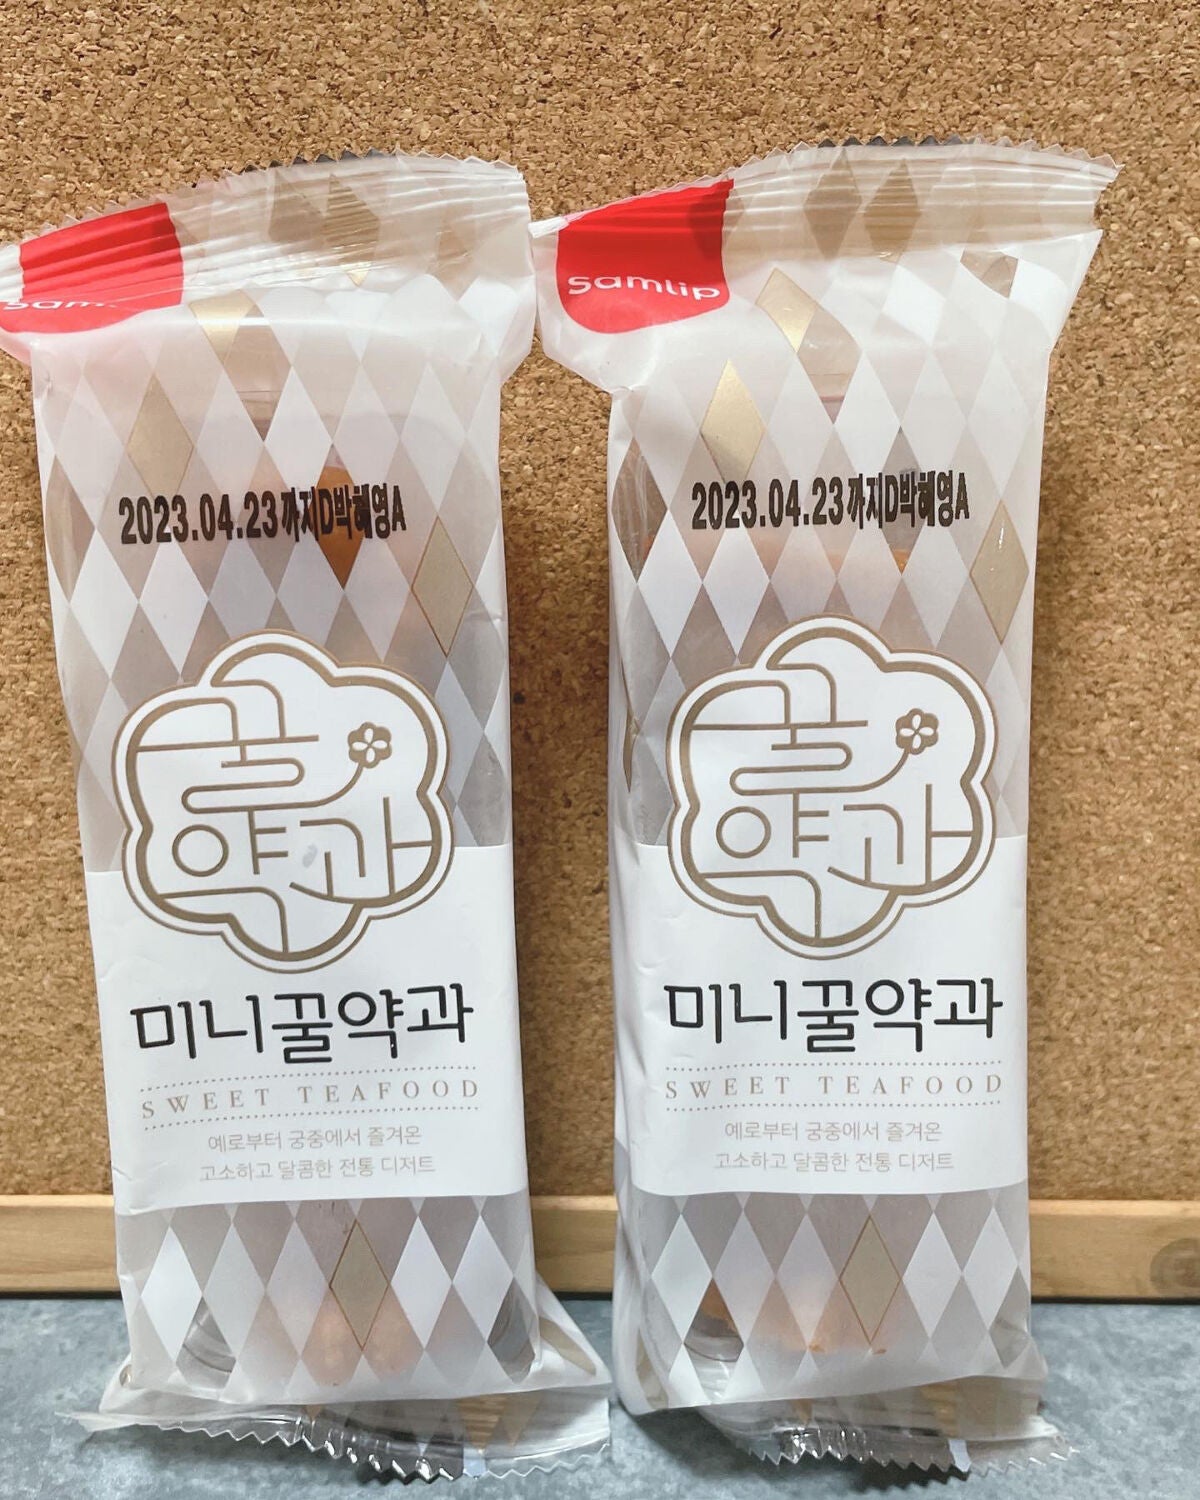 samlip
2023.04.23까지D박혜영A
꿀
약과
미니꿀약과
SWEET TEAFOOD
예로부터 궁중에서 즐겨온
고소하고 달콤한 전통 디저트
samlip
2023.04.23까지D박혜영A
꿀
약과
미니꿀약과
SWEET TEAFOOD
예로부터 궁중에서 즐겨온
고소하고 달콤한 전통 디저트